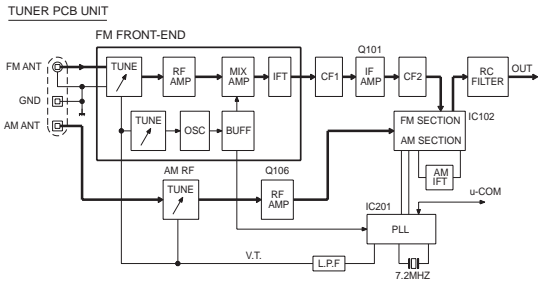 TUNER PCB UNIT
FM FRONT-END
FM ANT
GND
AM ANT
TUNE
RF
AMP
MIX
AMP
IFT
CF1
Q101
IF
AMP
CF2
RC
FILTER
OUT
TUNE
OSC
BUFF
FM SECTION
AM SECTION
IC102
AM
IFT
AM RF
TUNE
Q106
RF
AMP
IC201
PLL
u-COM
V.T.
L.P.F
7.2MHZ